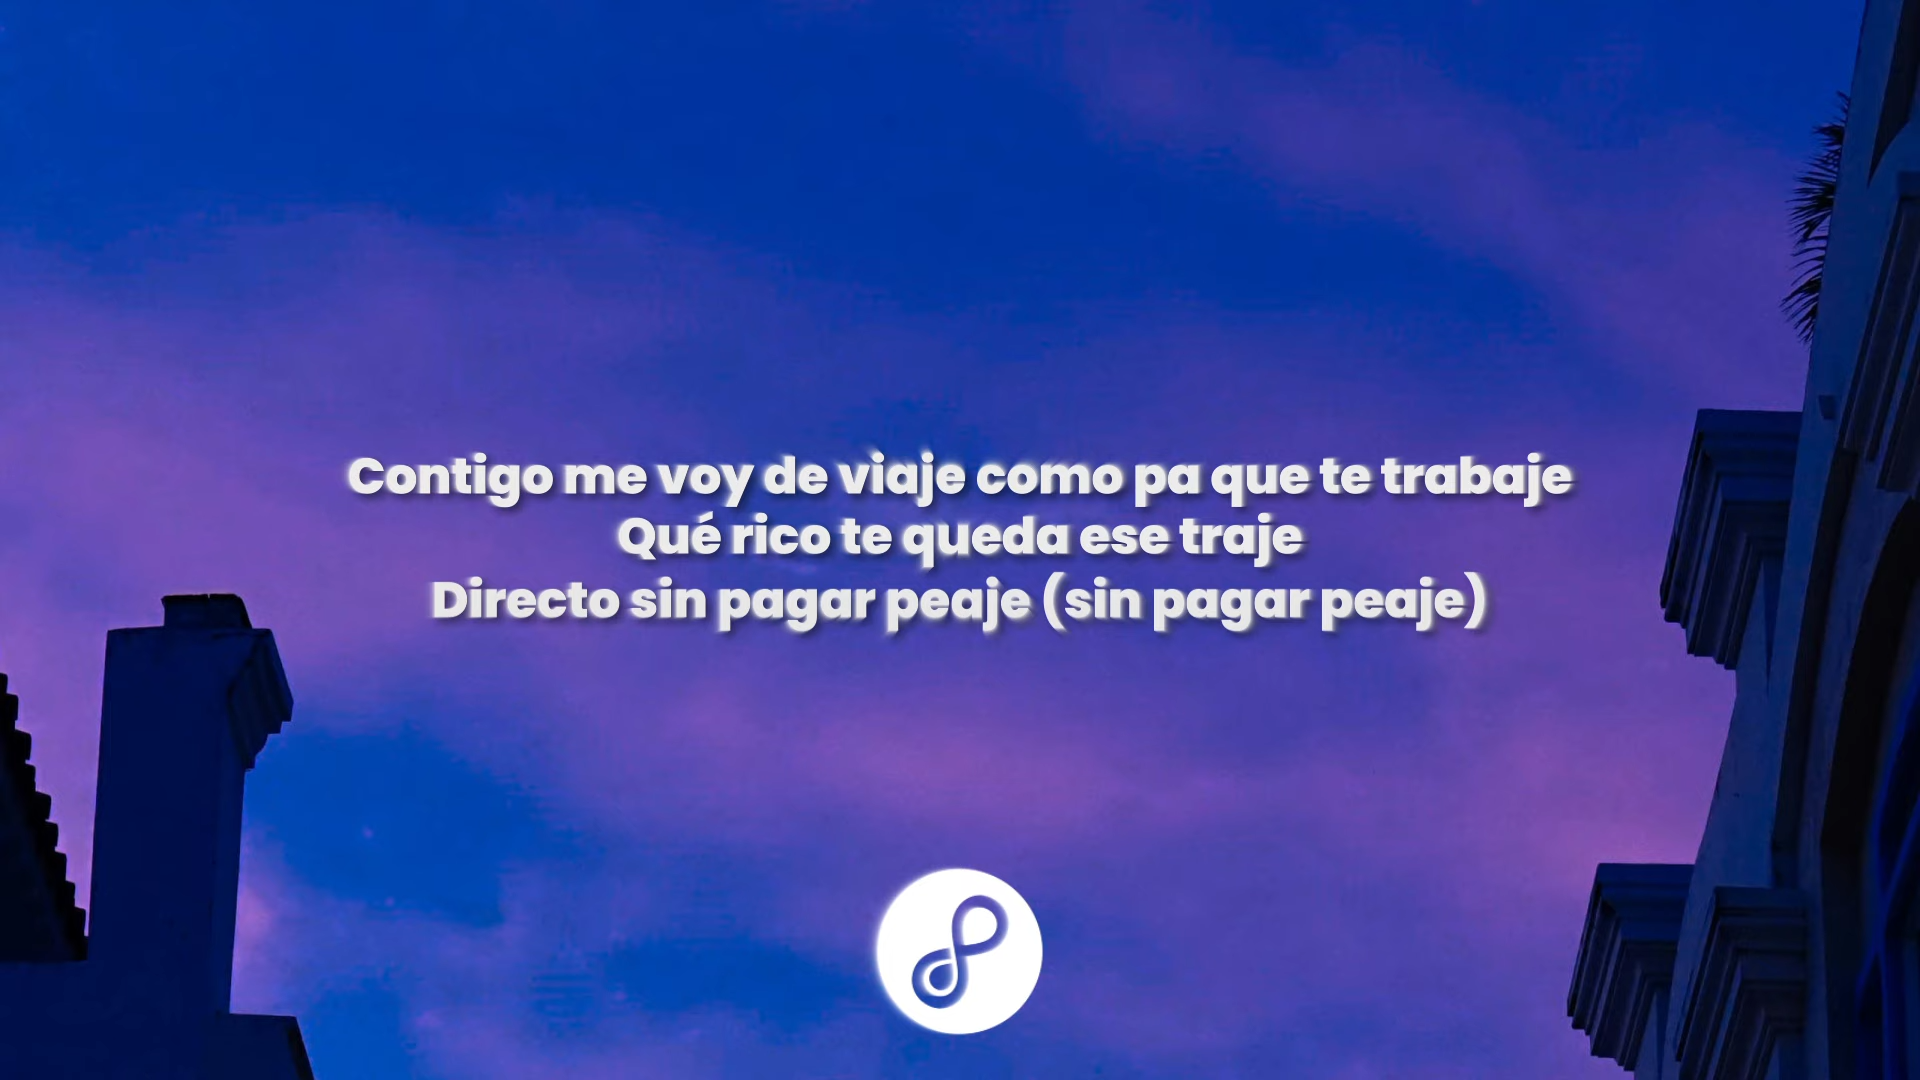 Contigo me voy de viaje como pa que te trabaje
Qué rico te queda ese traje
Directo sin pagar peaje (sin pagar peaje)